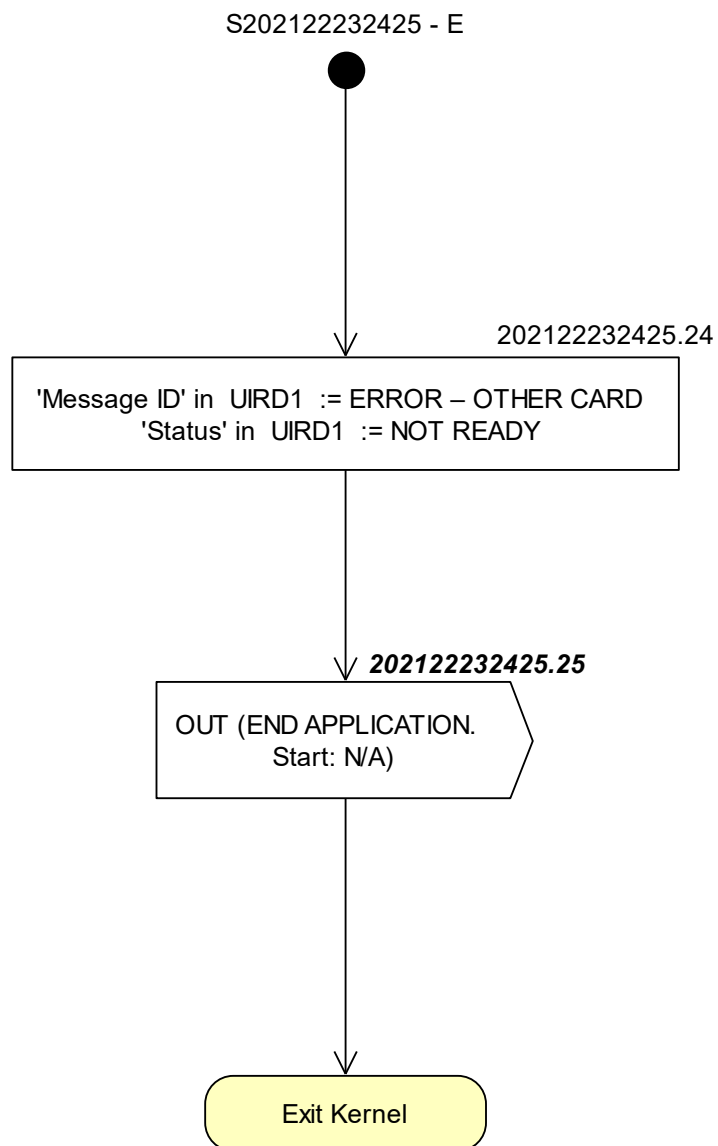 S202122232425 - E
202122232425.24
'Message ID' in UIRD1 := ERROR – OTHER CARD
'Status' in UIRD1 := NOT READY
202122232425.25
OUT (END APPLICATION.
Start: N/A)
Exit Kernel